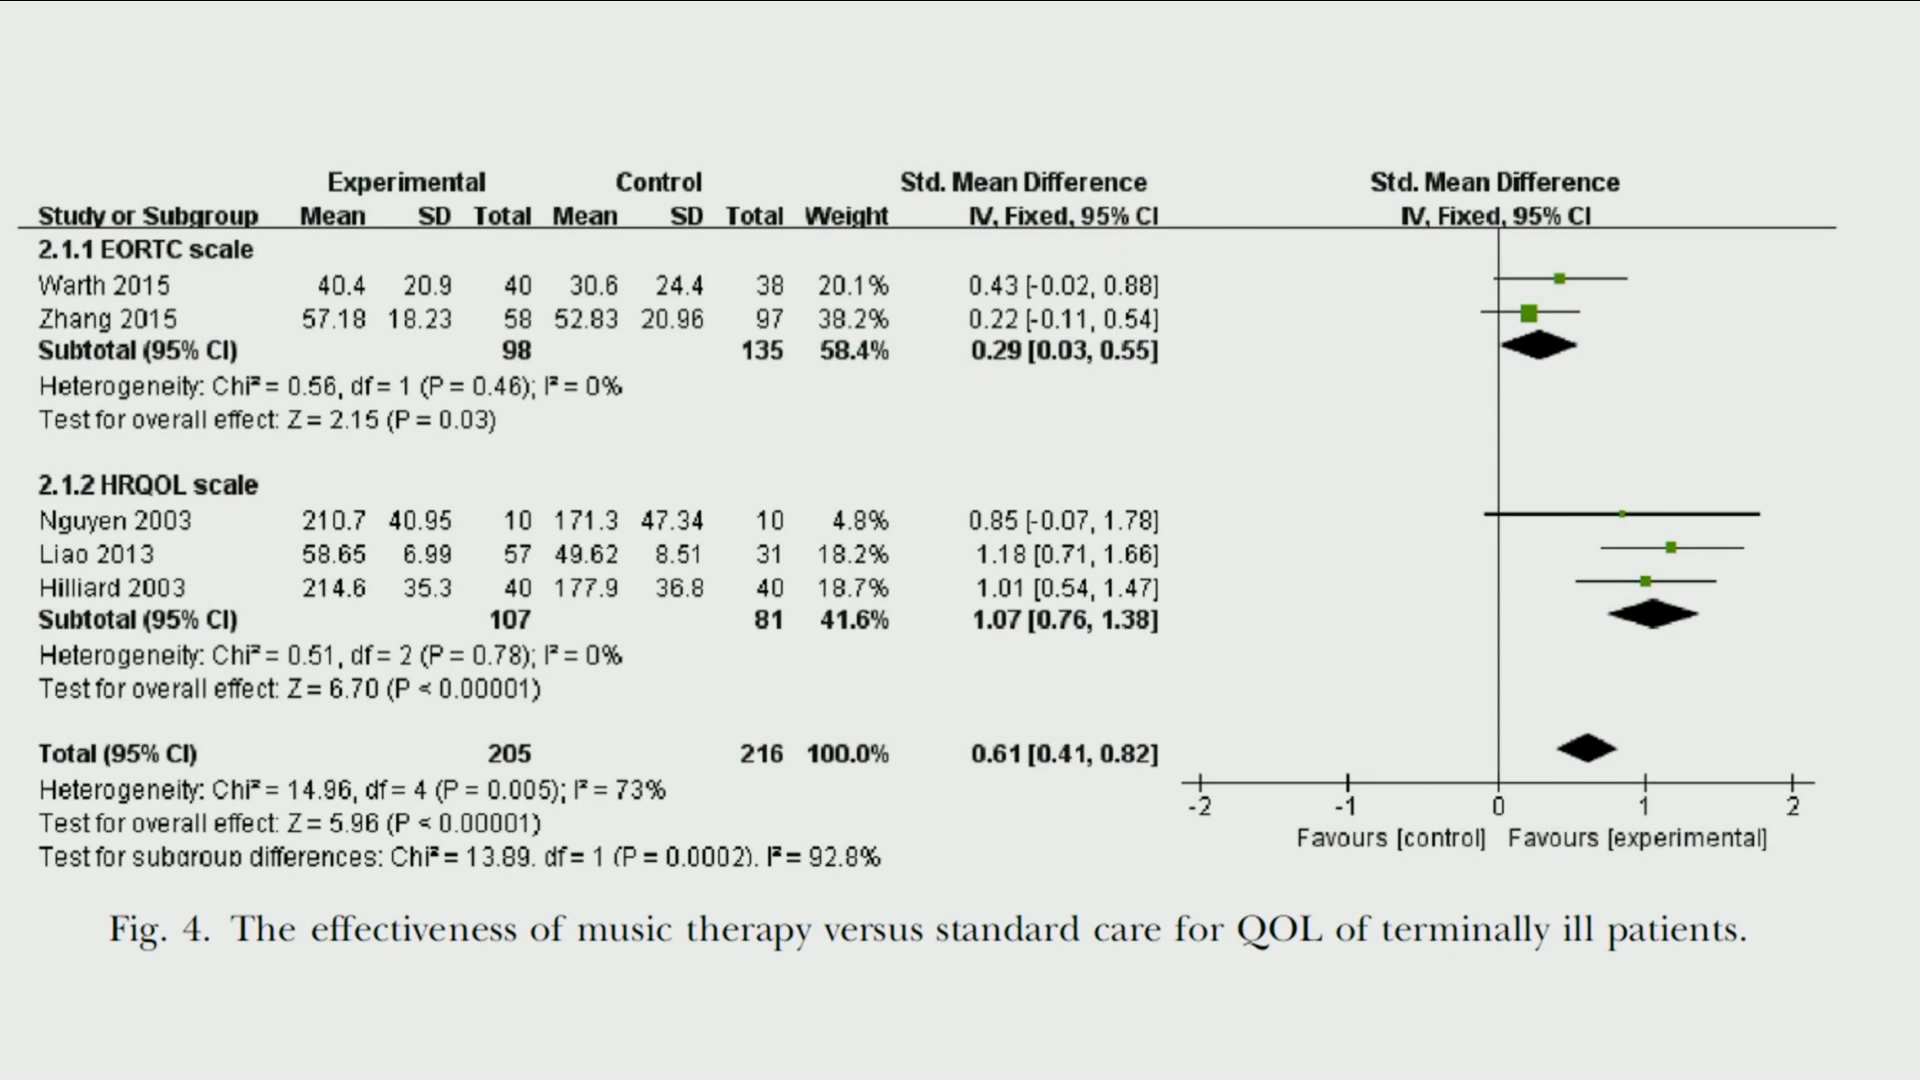 Experimental Control Std. Mean Difference Std. Mean Difference
Study or Subgroup Mean SD Total Mean SD Total Weight IV, Fixed, 95% CI IV, Fixed, 95% CI
2.1.1 EORTC scale
Warth 2015 40.4 20.9 40 30.6 24.4 38 20.1% 0.43 [-0.02, 0.88]
Zhang 2015 57.18 18.23 58 52.83 20.96 97 38.2% 0.22 [-0.11, 0.54]
Subtotal (95% CI) 98 135 58.4% 0.29 [0.03, 0.55]
Heterogeneity: Chi² = 0.56, df = 1 (P = 0.46); I² = 0%
Test for overall effect: Z = 2.15 (P = 0.03)
2.1.2 HRQOL scale
Nguyen 2003 210.7 40.95 10 171.3 47.34 10 4.8% 0.85 [-0.07, 1.78]
Liao 2013 58.65 6.99 57 49.62 8.51 31 18.2% 1.18 [0.71, 1.66]
Hilliard 2003 214.6 35.3 40 177.9 36.8 40 18.7% 1.01 [0.54, 1.47]
Subtotal (95% CI) 107 81 41.6% 1.07 [0.76, 1.38]
Heterogeneity: Chi² = 0.51, df = 2 (P = 0.78); I² = 0%
Test for overall effect: Z = 6.70 (P < 0.00001)
Total (95% CI) 205 216 100.0% 0.61 [0.41, 0.82]
Heterogeneity: Chi² = 14.96, df = 4 (P = 0.005); I² = 73%
Test for overall effect: Z = 5.96 (P < 0.00001)
Test for subgroup differences: Chi² = 13.89. df = 1 (P = 0.0002). I² = 92.8%
-2 -1 0 1 2
Favours [control] Favours [experimental]
Fig. 4. The effectiveness of music therapy versus standard care for QOL of terminally ill patients.